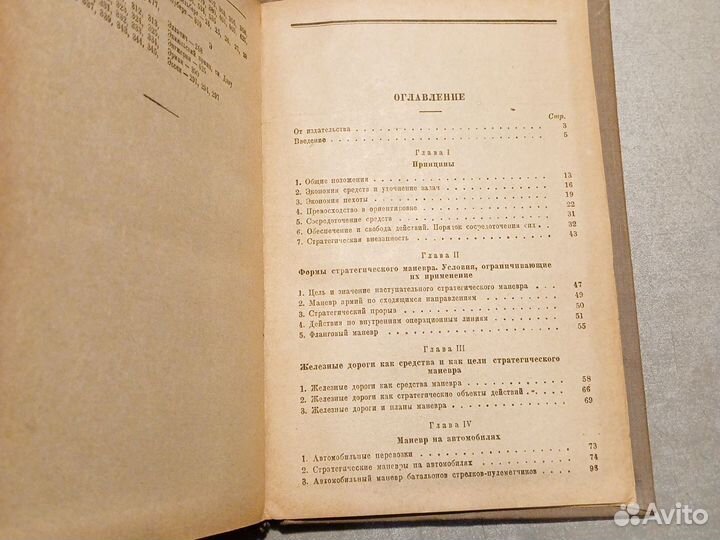 Э
ОГЛАВЛЕНИЕ
Стр.
От издательства 3
Введение 5
Глава I
Принципы
1. Общие положения 13
2. Экономия средств и уточнение задач 16
3. Экономия пехоты 19
4. Превосходство в ориентировке 22
5. Сосредоточение средств 31
6. Обеспечение и свобода действий. Порядок сосредоточения сил 32
7. Стратегическая внезапность 43
Глава II
Формы стратегического маневра. Условия, ограничивающие
их применение
1. Цель и значение наступательного стратегического маневра 47
2. Маневр армий по сходящимся направлениям 49
3. Стратегический прорыв 50
4. Действия по внутренним операционным линиям 51
5. Фланговый маневр 55
Глава III
Железные дороги как средства и как цели стратегического
маневра
1. Железные дороги как средства маневра 58
2. Железные дороги как стратегические объекты действий 66
3. Железные дороги и планы маневра 69
Глава IV
Маневр на автомобилях
1. Автомобильные перевозки 73
2. Стратегические маневры на автомобилях 74
3. Автомобильный маневр батальонов стрелков-пулеметчиков 98
Avito